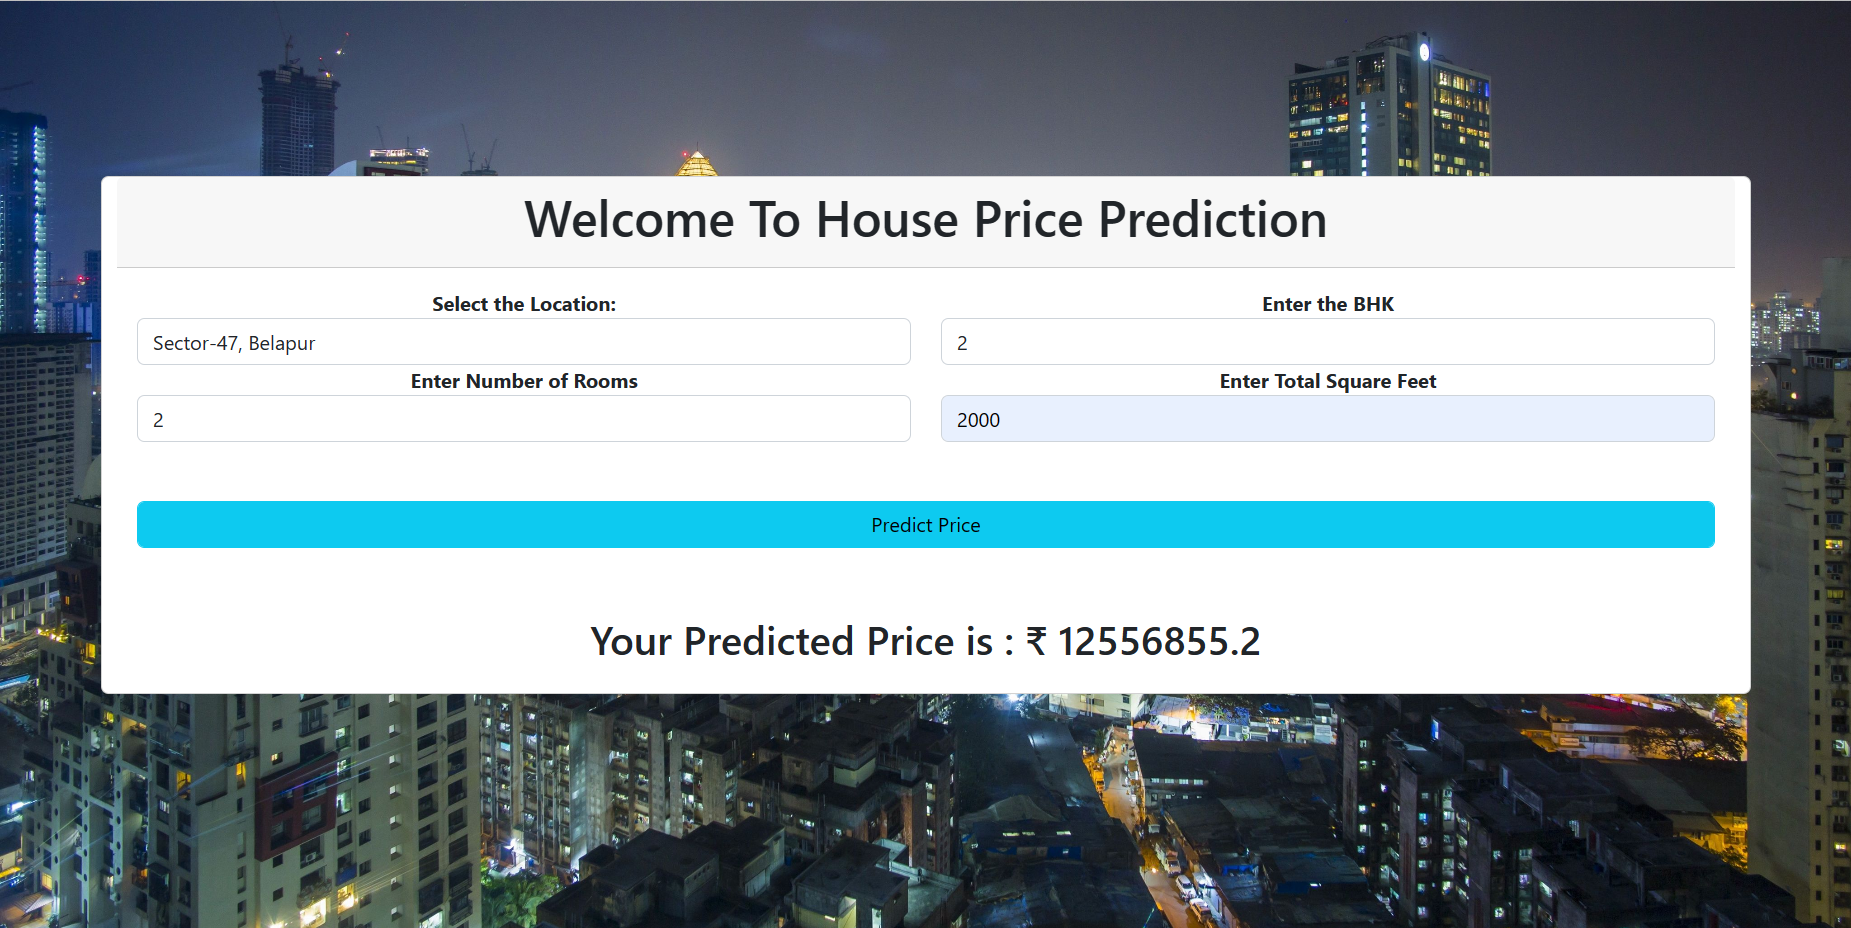 Welcome To House Price Prediction
Select the Location:
Enter the BHK
Sector-47, Belapur
2
Enter Number of Rooms
Enter Total Square Feet
2
2000
Predict Price
Your Predicted Price is : ₹ 12556855.2